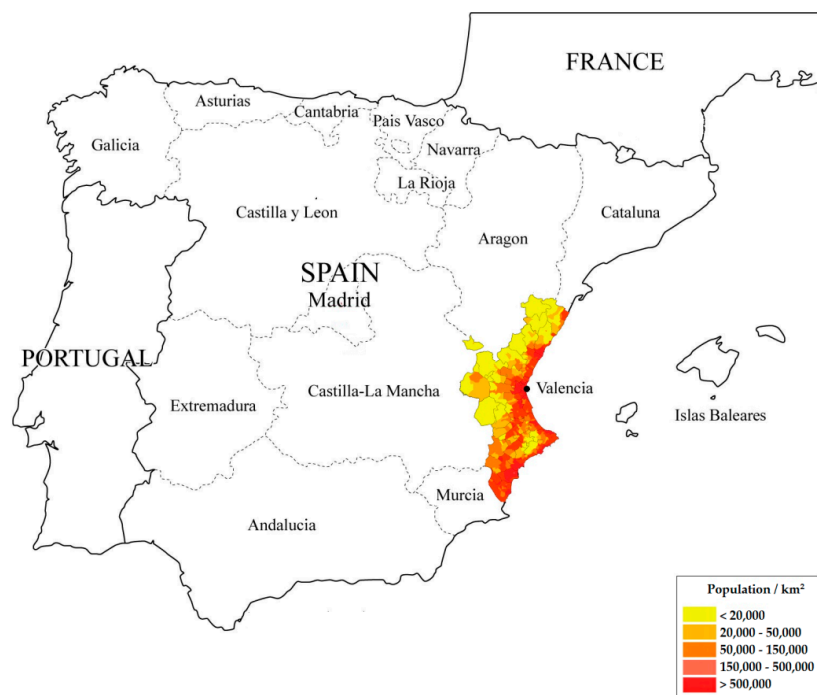 FRANCE
Asturias
Cantabria
Pais Vasco
Galicia
Navarra
La Rioja
Castilla y Leon
Cataluna
Aragon
SPAIN
Madrid
PORTUGAL
Castilla-La Mancha
Valencia
Extremadura
Islas Baleares
Murcia
Andalucia
Population / km²
< 20,000
20,000 - 50,000
50,000 - 150,000
150,000 - 500,000
> 500,000